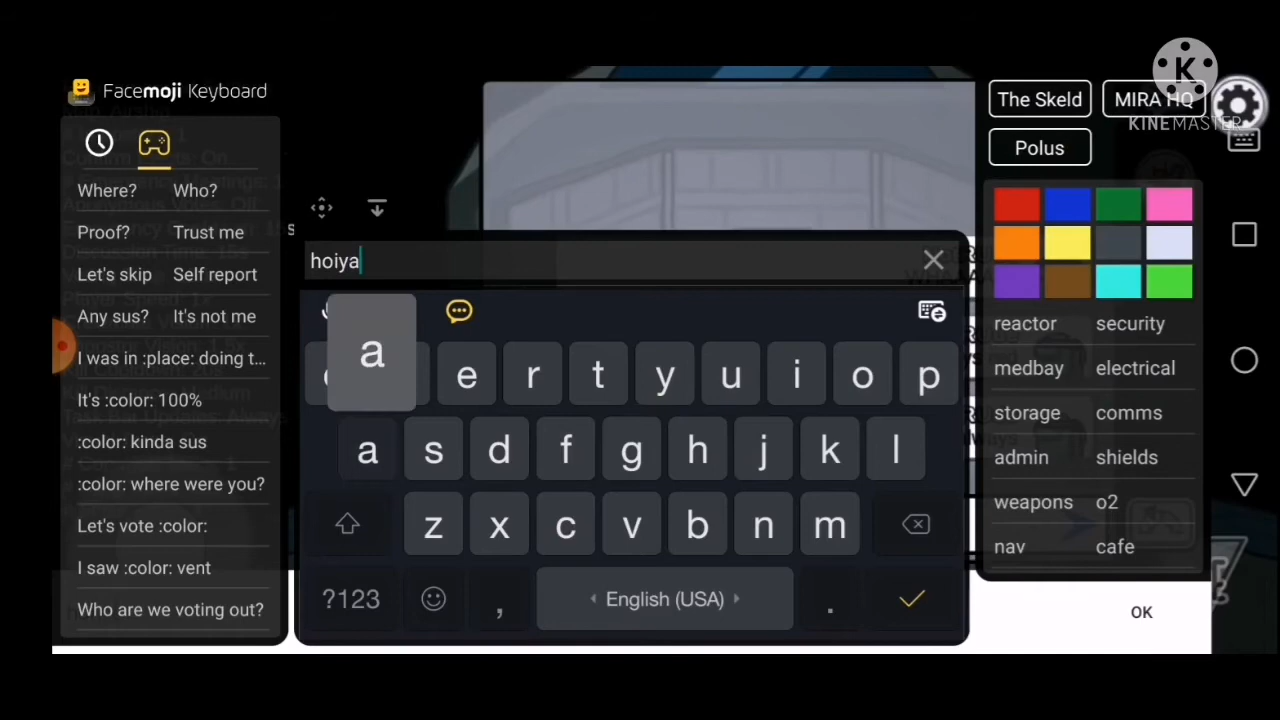 Facemoji Keyboard
The Skeld
MIRA HQ
KINEMASTER
Polus
Where? Who?
Proof? Trust me
Let's skip Self report
Any sus? It's not me
I was in :place: doing t...
It's :color: 100%
:color: kinda sus
:color: where were you?
Let's vote :color:
I saw :color: vent
Who are we voting out?
hoiya
a
e r t y u i o p
a s d f g h j k l
z x c v b n m
?123 , English (USA) .
reactor security
medbay electrical
storage comms
admin shields
weapons o2
nav cafe
OK